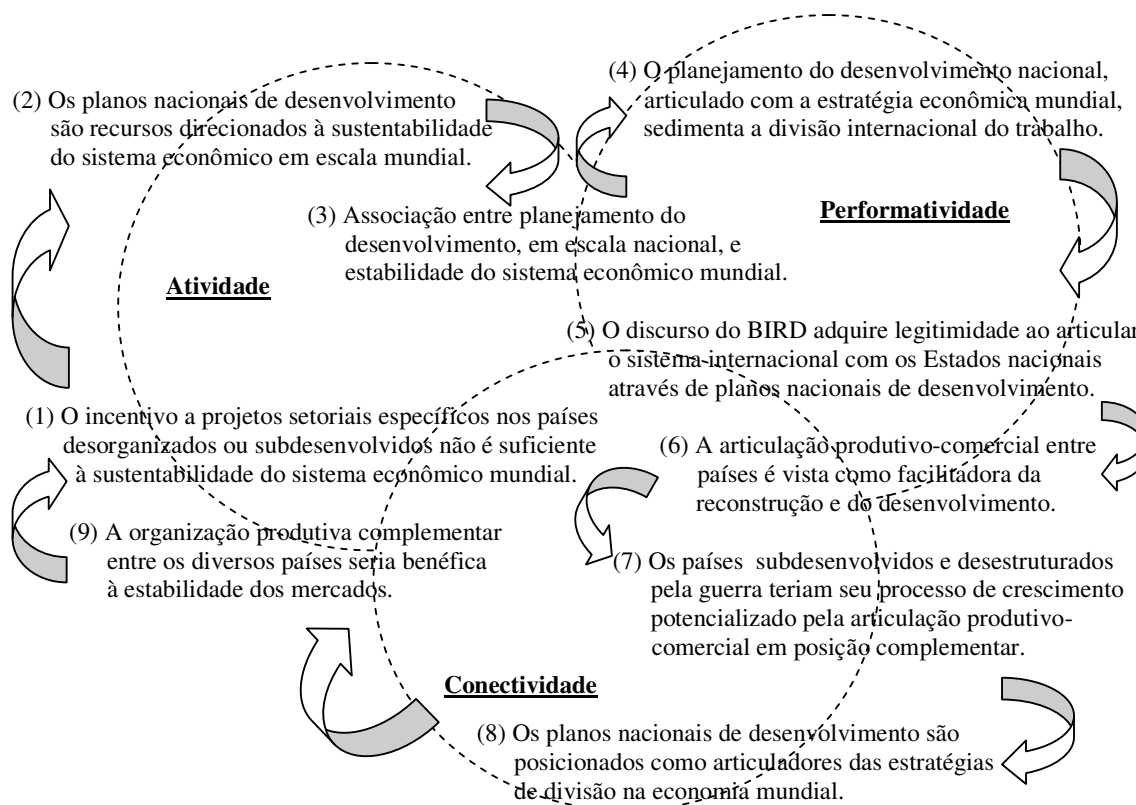 (2) Os planos nacionais de desenvolvimento
são recursos direcionados à sustentabilidade
do sistema econômico em escala mundial.
(4) O planejamento do desenvolvimento nacional,
articulado com a estratégia econômica mundial,
sedimenta a divisão internacional do trabalho.
(3) Associação entre planejamento do
desenvolvimento, em escala nacional, e
estabilidade do sistema econômico mundial.
Performatividade
Atividade
(5) O discurso do BIRD adquire legitimidade ao articular
o sistema internacional com os Estados nacionais
através de planos nacionais de desenvolvimento.
(1) O incentivo a projetos setoriais específicos nos países
desorganizados ou subdesenvolvidos não é suficiente
à sustentabilidade do sistema econômico mundial.
(6) A articulação produtivo-comercial entre
países é vista como facilitadora da
reconstrução e do desenvolvimento.
(9) A organização produtiva complementar
entre os diversos países seria benéfica
à estabilidade dos mercados.
(7) Os países subdesenvolvidos e desestruturados
pela guerra teriam seu processo de crescimento
potencializado pela articulação produtivo-
comercial em posição complementar.
Conectividade
(8) Os planos nacionais de desenvolvimento são
posicionados como articuladores das estratégias
de divisão na economia mundial.